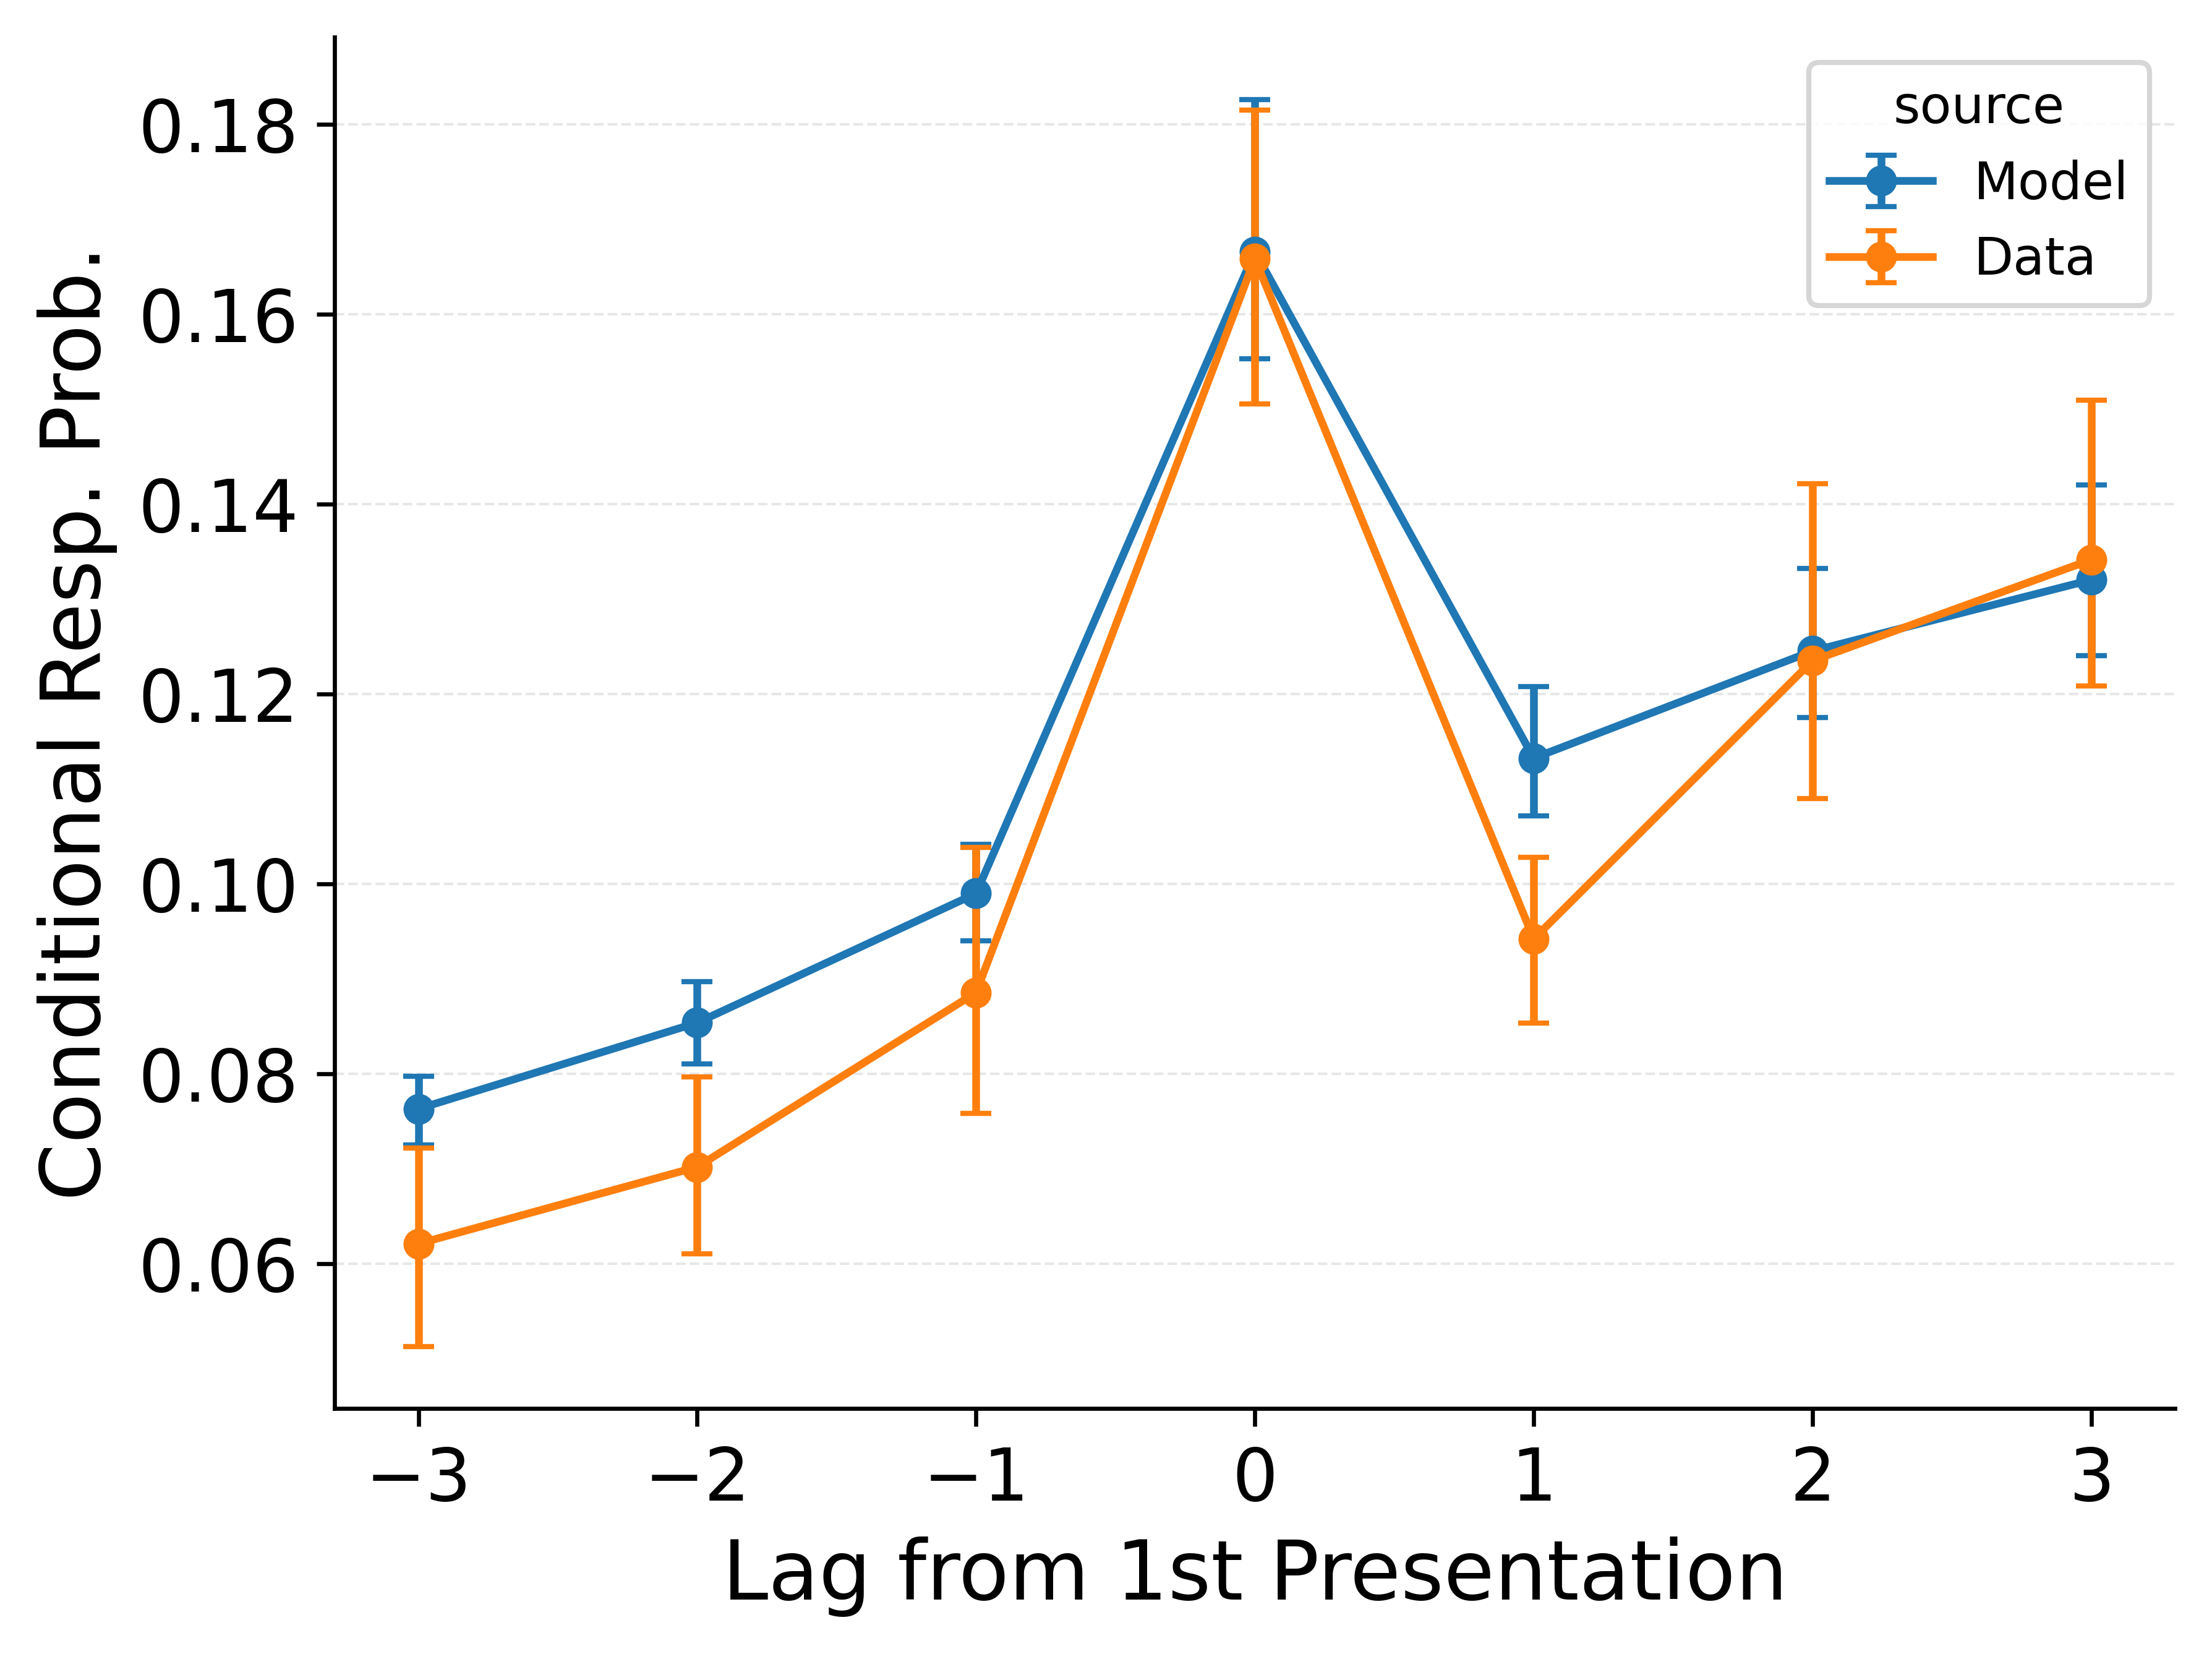 source
Model
Data
Conditional Resp. Prob.
0.18
0.16
0.14
0.12
0.10
0.08
0.06
−3 −2 −1 0 1 2 3
Lag from 1st Presentation